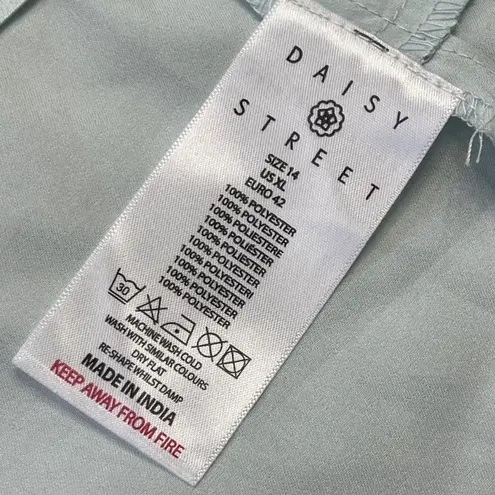 DAISY
STREET
SIZE 14
US XL
EURO 42
100% POLYESTER
100% POLYESTER
100% POLIESTERE
100% POLIÉSTER
100% POLYESTER
100% POLYESTER
100% POLYESTERI
100% POLYESTER
100% POLYESTER
30
MACHINE WASH COLD
WASH WITH SIMILAR COLOURS
DRY FLAT
RE-SHAPE WHILST DAMP
MADE IN INDIA
KEEP AWAY FROM FIRE